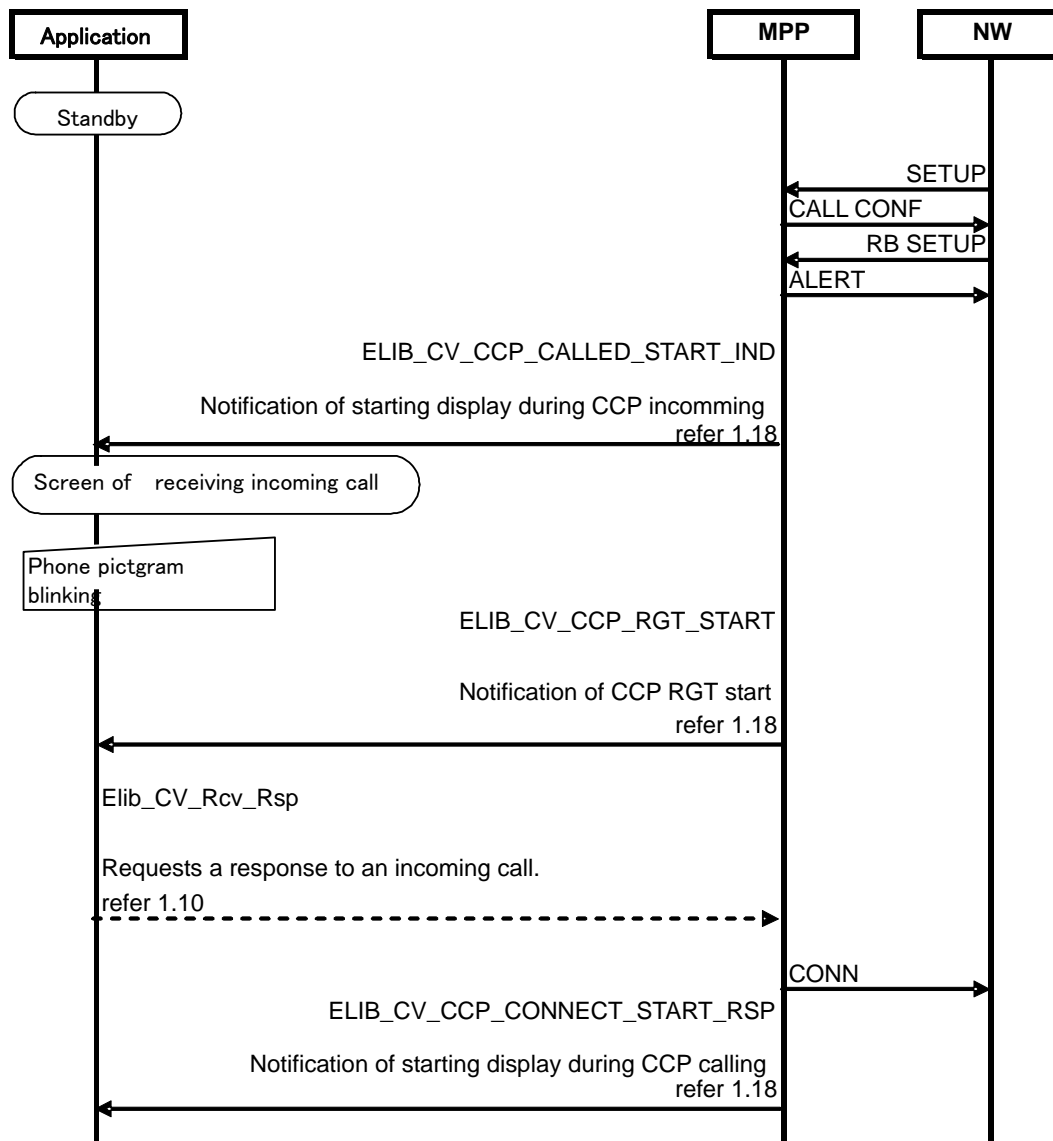 Application
MPP
NW
Standby
SETUP
CALL CONF
RB SETUP
ALERT
ELIB_CV_CCP_CALLED_START_IND
Notification of starting display during CCP incomming
refer 1.18
Screen of receiving incoming call
Phone pictgram
blinking
ELIB_CV_CCP_RGT_START
Notification of CCP RGT start
refer 1.18
Elib_CV_Rcv_Rsp
Requests a response to an incoming call.
refer 1.10
CONN
ELIB_CV_CCP_CONNECT_START_RSP
Notification of starting display during CCP calling
refer 1.18